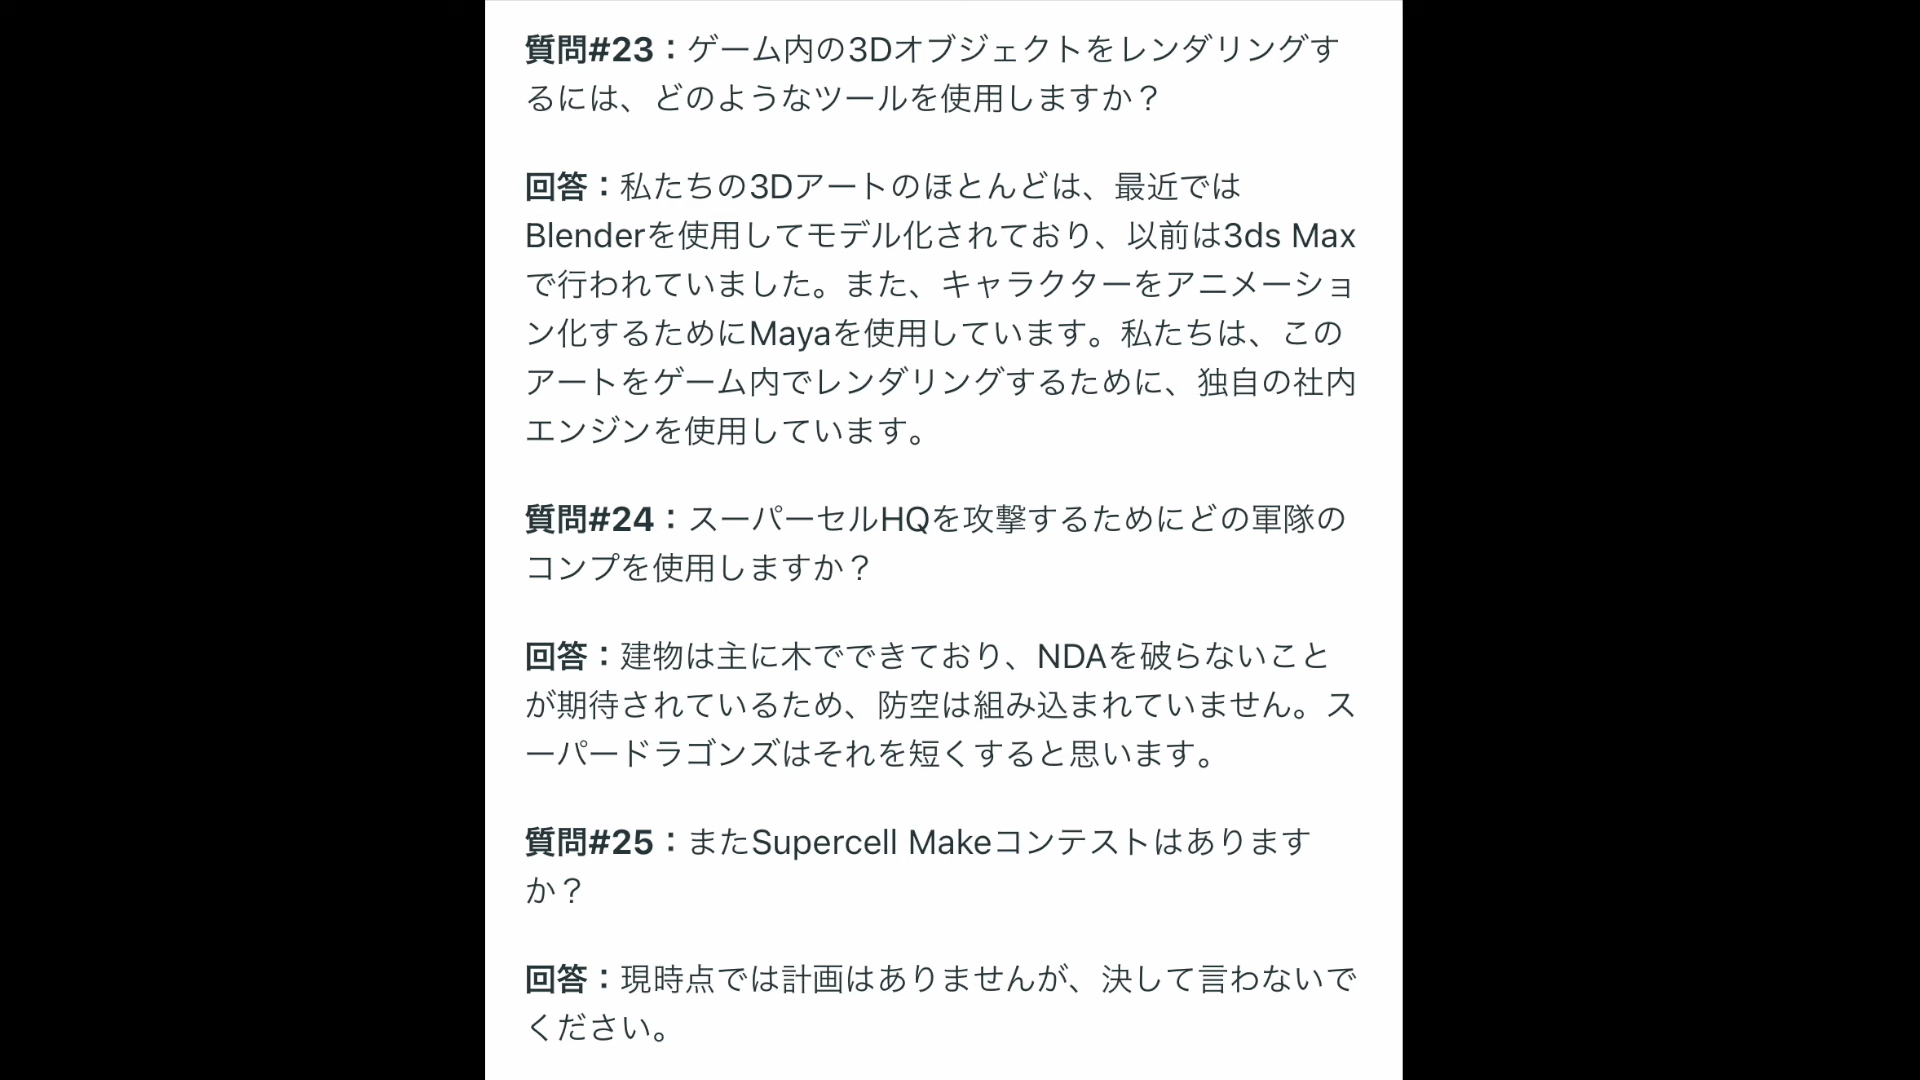 質問#23：ゲーム内の3Dオブジェクトをレンダリングす
るには、どのようなツールを使用しますか？
回答：私たちの3Dアートのほとんどは、最近では
Blenderを使用してモデル化されており、以前は3ds Max
で行われていました。また、キャラクターをアニメーショ
ン化するためにMayaを使用しています。私たちは、この
アートをゲーム内でレンダリングするために、独自の社内
エンジンを使用しています。
質問#24：スーパーセルHQを攻撃するためにどの軍隊の
コンプを使用しますか？
回答：建物は主に木でできており、NDAを破らないこと
が期待されているため、防空は組み込まれていません。ス
ーパードラゴンズはそれを短くすると思います。
質問#25：またSupercell Makeコンテストはあります
か？
回答：現時点では計画はありませんが、決して言わないで
ください。